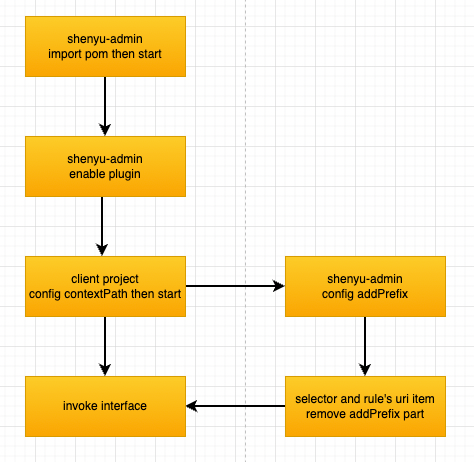 shenyu-admin
import pom then start
shenyu-admin
enable plugin
client project
config contextPath then start
shenyu-admin
config addPrefix
invoke interface
selector and rule's uri item
remove addPrefix part